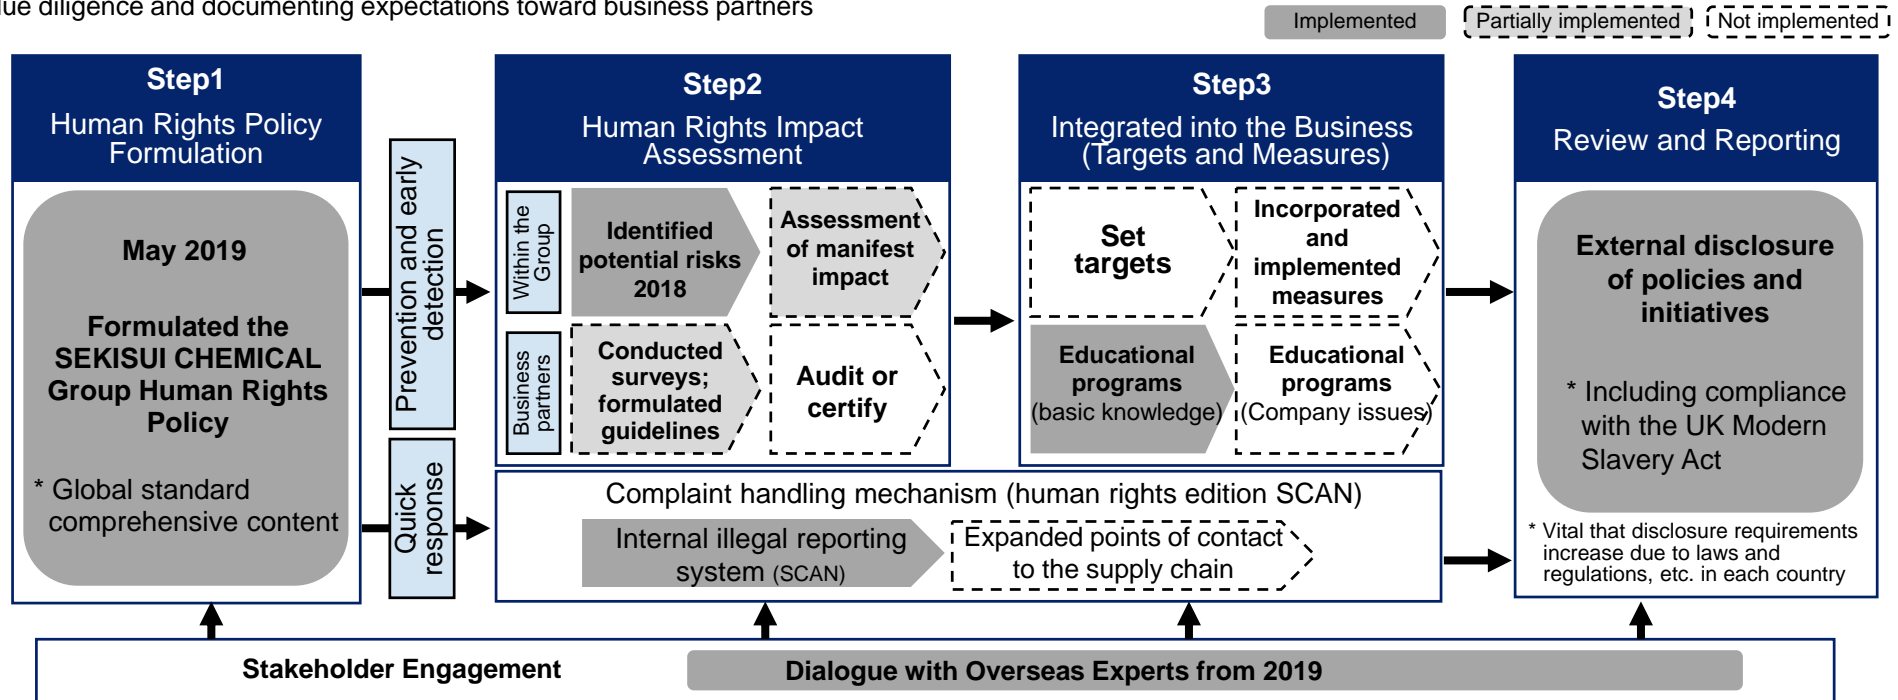 due diligence and documenting expectations toward business partners
Implemented
Partially implemented
Not implemented
Step1
Human Rights Policy
Formulation
May 2019
Formulated the
SEKISUI CHEMICAL
Group Human Rights
Policy
* Global standard
comprehensive content
Prevention and early
detection
Quick
response
Step2
Human Rights Impact
Assessment
Within the
Group
Identified
potential risks
2018
Assessment
of manifest
impact
Business
partners
Conducted
surveys;
formulated
guidelines
Audit or
certify
Step3
Integrated into the Business
(Targets and Measures)
Set
targets
Incorporated
and
implemented
measures
Educational
programs
(basic knowledge)
Educational
programs
(Company issues)
Complaint handling mechanism (human rights edition SCAN)
Internal illegal reporting
system (SCAN)
Expanded points of contact
to the supply chain
Step4
Review and Reporting
External disclosure
of policies and
initiatives
* Including compliance
with the UK Modern
Slavery Act
* Vital that disclosure requirements
increase due to laws and
regulations, etc. in each country
Stakeholder Engagement
Dialogue with Overseas Experts from 2019